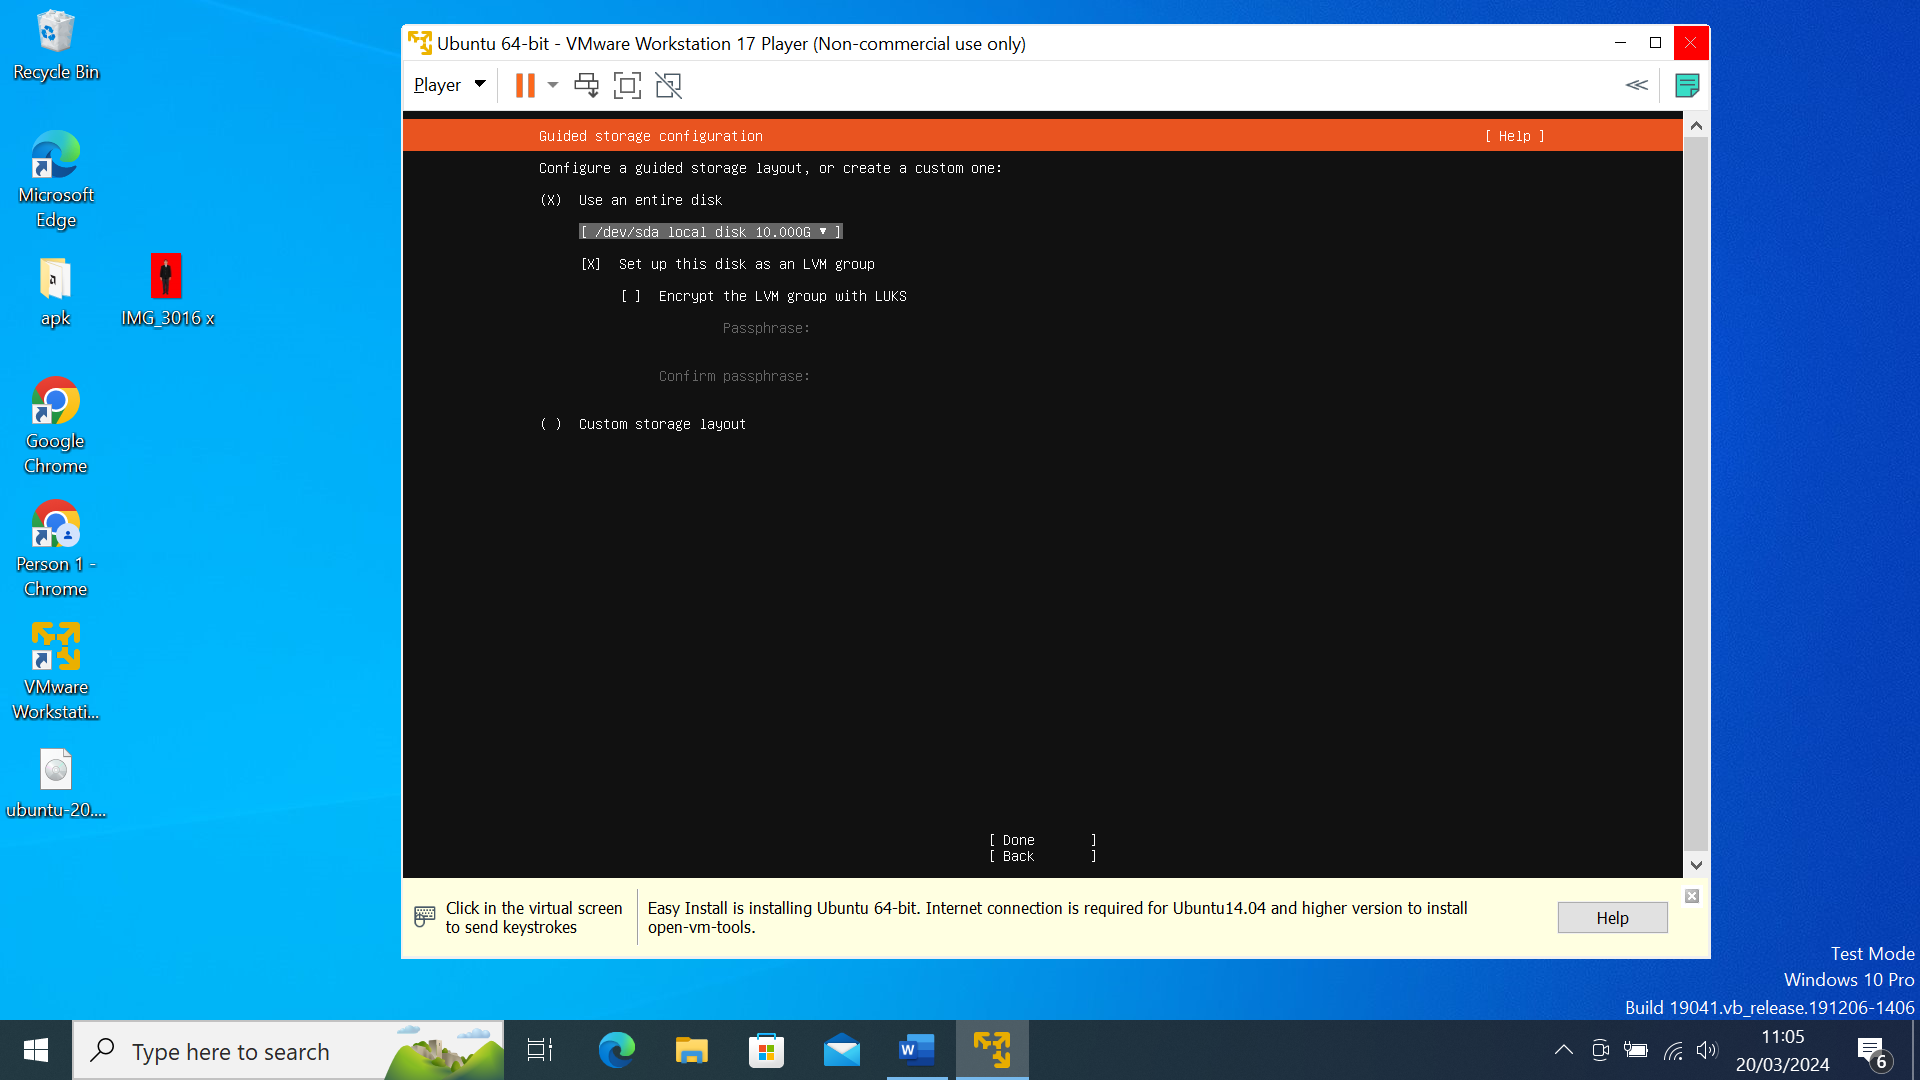 Recycle Bin
Microsoft
Edge
apk
IMG_3016 x
Google
Chrome
Person 1 -
Chrome
VMware
Workstati...
ubuntu-20....
Ubuntu 64-bit - VMware Workstation 17 Player (Non-commercial use only)
Player
Guided storage configuration [ Help ]
Configure a guided storage layout, or create a custom one:
(X) Use an entire disk
[ /dev/sda local disk 10.000G ▾ ]
[X] Set up this disk as an LVM group
[ ] Encrypt the LVM group with LUKS
Passphrase:
Confirm passphrase:
( ) Custom storage layout
[ Done ]
[ Back ]
Click in the virtual screen
to send keystrokes
Easy Install is installing Ubuntu 64-bit. Internet connection is required for Ubuntu14.04 and higher version to install
open-vm-tools.
Help
Test Mode
Windows 10 Pro
Build 19041.vb_release.191206-1406
Type here to search
11:05
20/03/2024
6